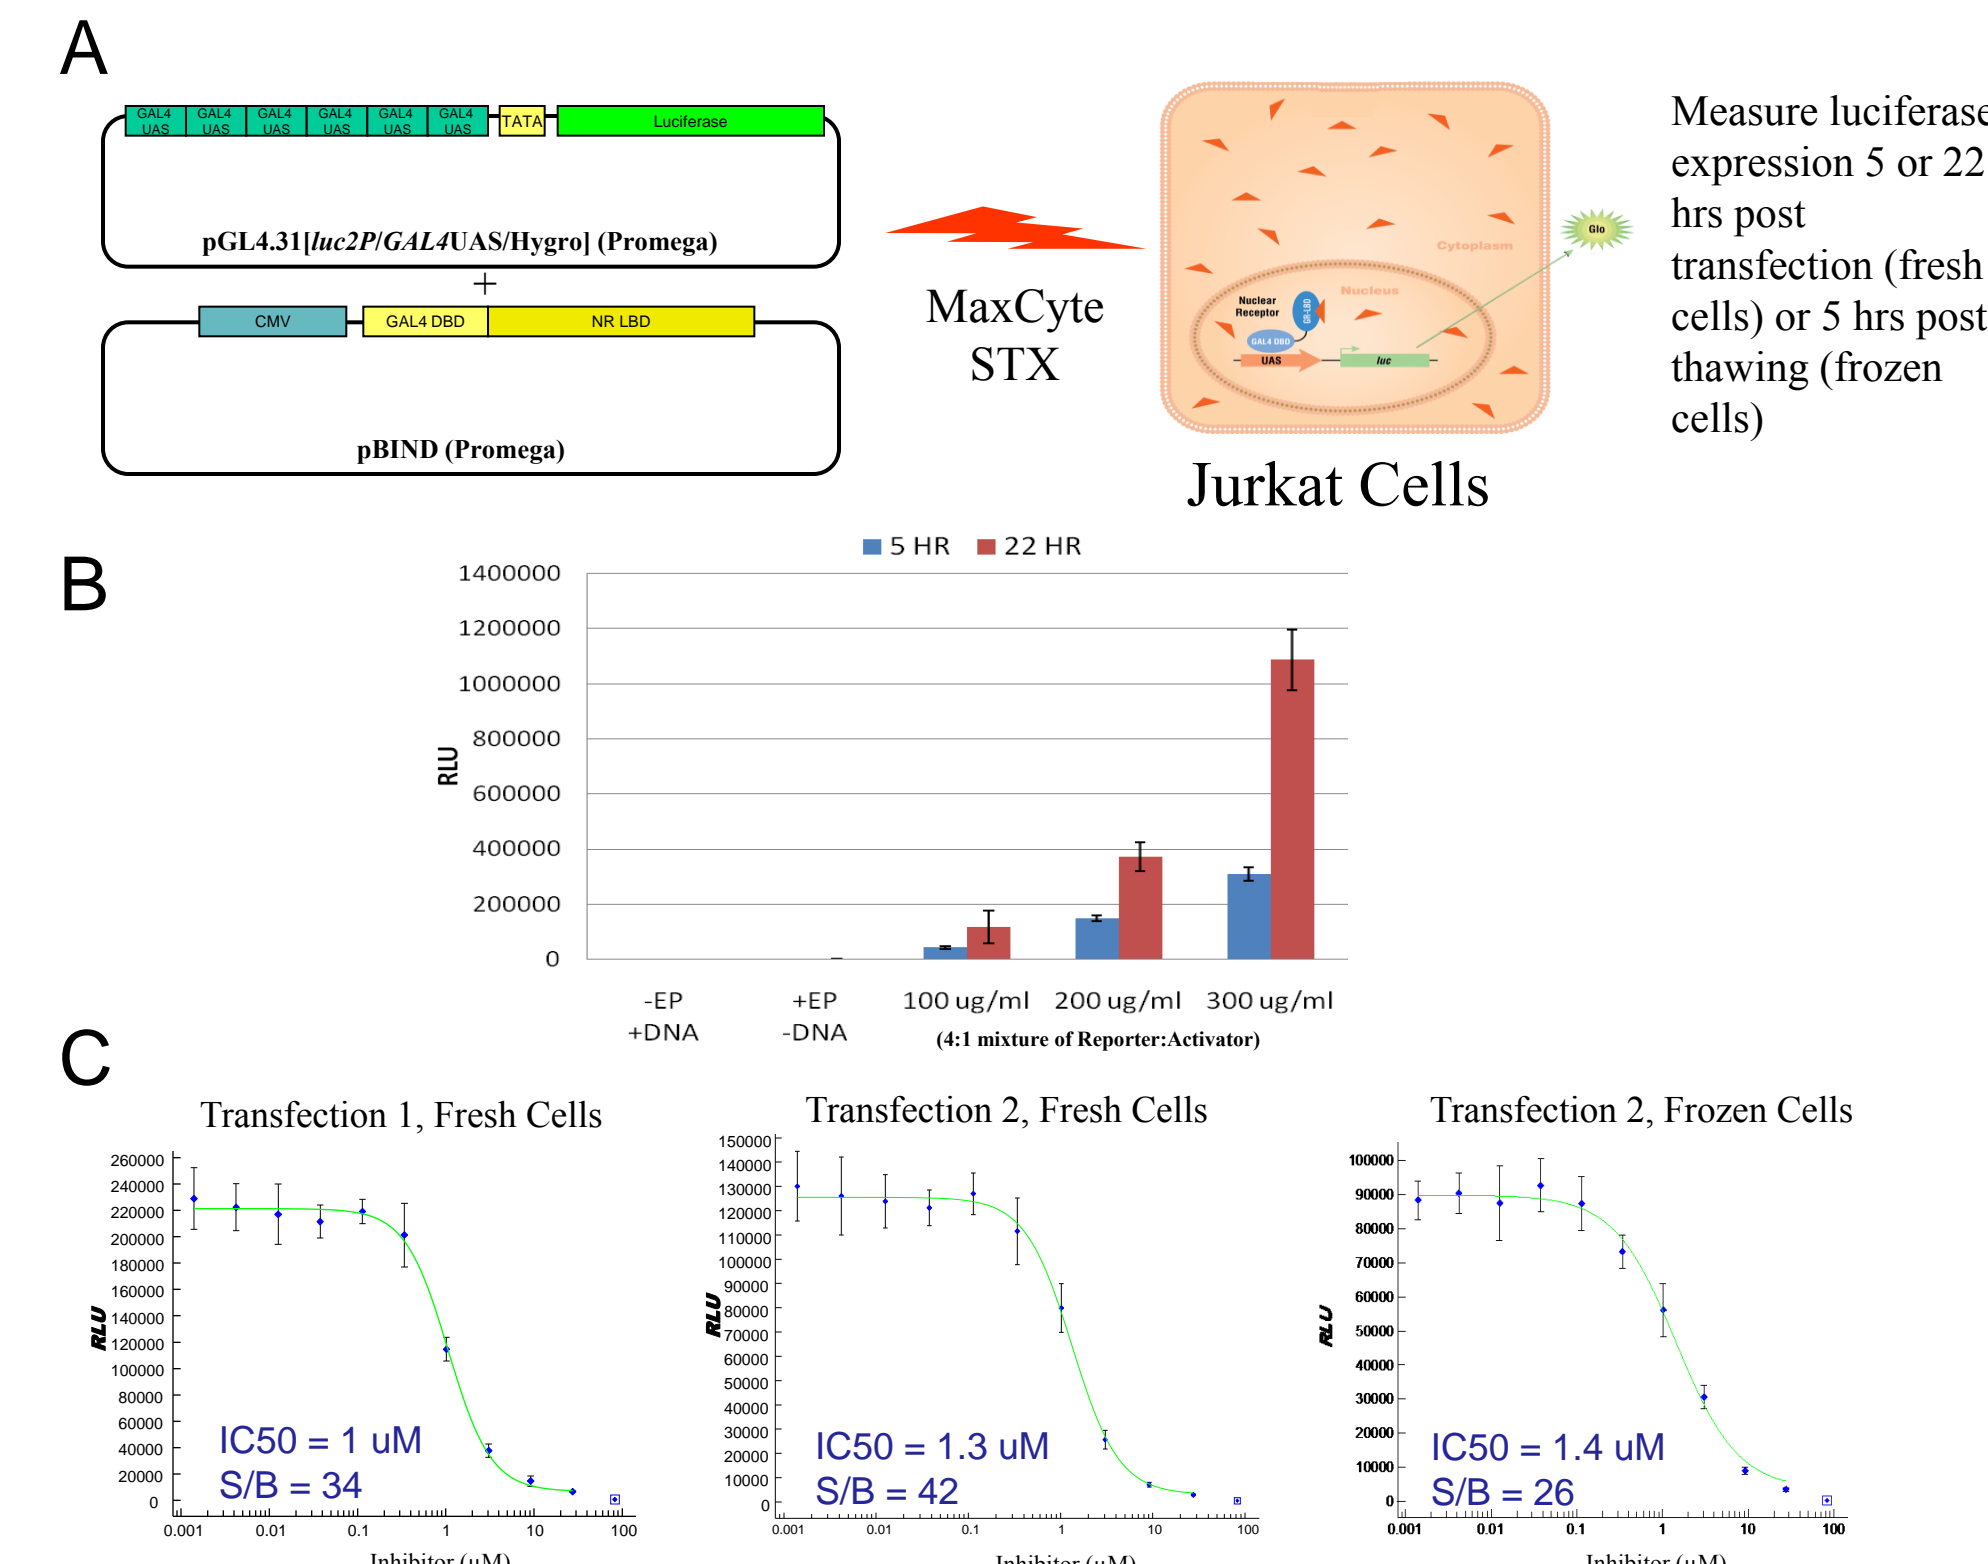 A
GAL4 UAS GAL4 UAS GAL4 UAS GAL4 UAS GAL4 UAS GAL4 UAS TATA Luciferase
pGL4.31[luc2P/GAL4UAS/Hygro] (Promega)
+
CMV GAL4 DBD NR LBD
pBIND (Promega)
MaxCyte
STX
Cytoplasm
Nucleus
Nuclear
Receptor
GR-LBD
GAL4 DBD
UAS luc
Glo
Jurkat Cells
Measure luciferase
expression 5 or 22
hrs post
transfection (fresh
cells) or 5 hrs post
thawing (frozen
cells)
B
5 HR 22 HR
RLU
1400000
1200000
1000000
800000
600000
400000
200000
0
-EP +EP 100 ug/ml 200 ug/ml 300 ug/ml
+DNA -DNA (4:1 mixture of Reporter:Activator)
C
Transfection 1, Fresh Cells
RLU
260000
240000
220000
200000
180000
160000
140000
120000
100000
80000
60000
40000
20000
0
IC50 = 1 uM
S/B = 34
0.001 0.01 0.1 1 10 100
Inhibitor (µM)
Transfection 2, Fresh Cells
RLU
150000
140000
130000
120000
110000
100000
90000
80000
70000
60000
50000
40000
30000
20000
10000
0
IC50 = 1.3 uM
S/B = 42
0.001 0.01 0.1 1 10 100
Inhibitor (µM)
Transfection 2, Frozen Cells
RLU
100000
90000
80000
70000
60000
50000
40000
30000
20000
10000
0
IC50 = 1.4 uM
S/B = 26
0.001 0.01 0.1 1 10 100
Inhibitor (µM)